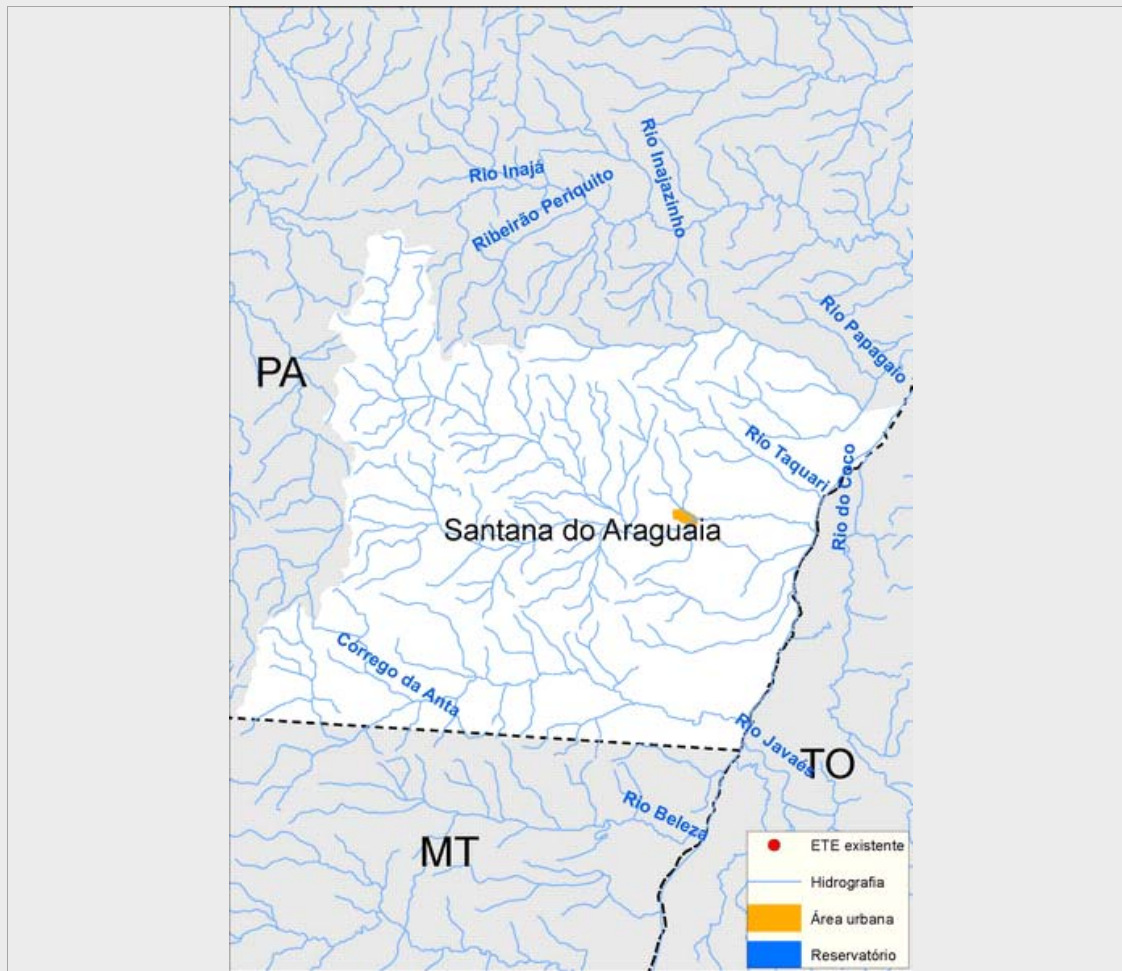 Rio Inajá
Rio Inajazinho
Ribeirão Periquito
Rio Papagaio
PA
Rio Taquari
Rio do Coco
Santana do Araguaia
Córrego da Anta
Rio Javaés
TO
Rio Beleza
MT
ETE existente
Hidrografia
Área urbana
Reservatório